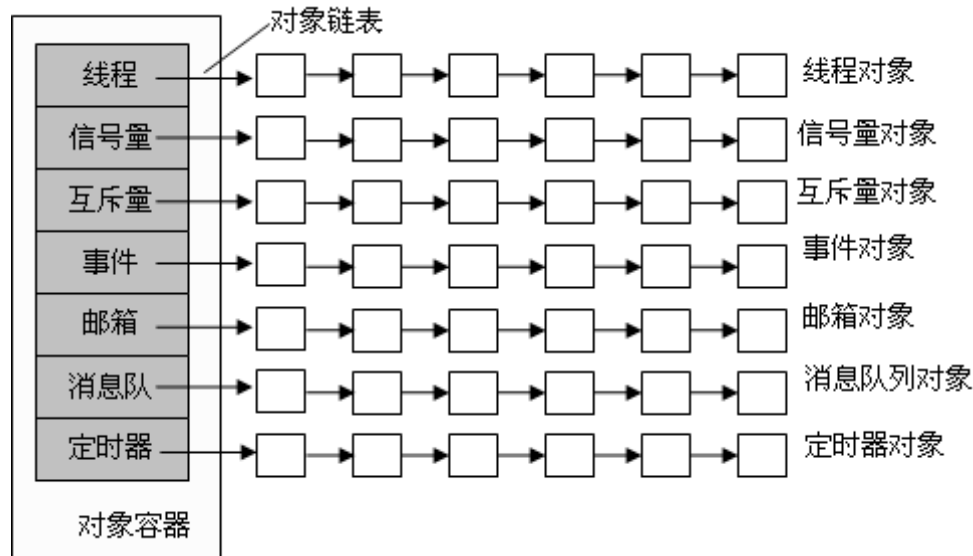 对象链表
线程
线程对象
信号量
信号量对象
互斥量
互斥量对象
事件
事件对象
邮箱
邮箱对象
消息队
消息队列对象
定时器
定时器对象
对象容器